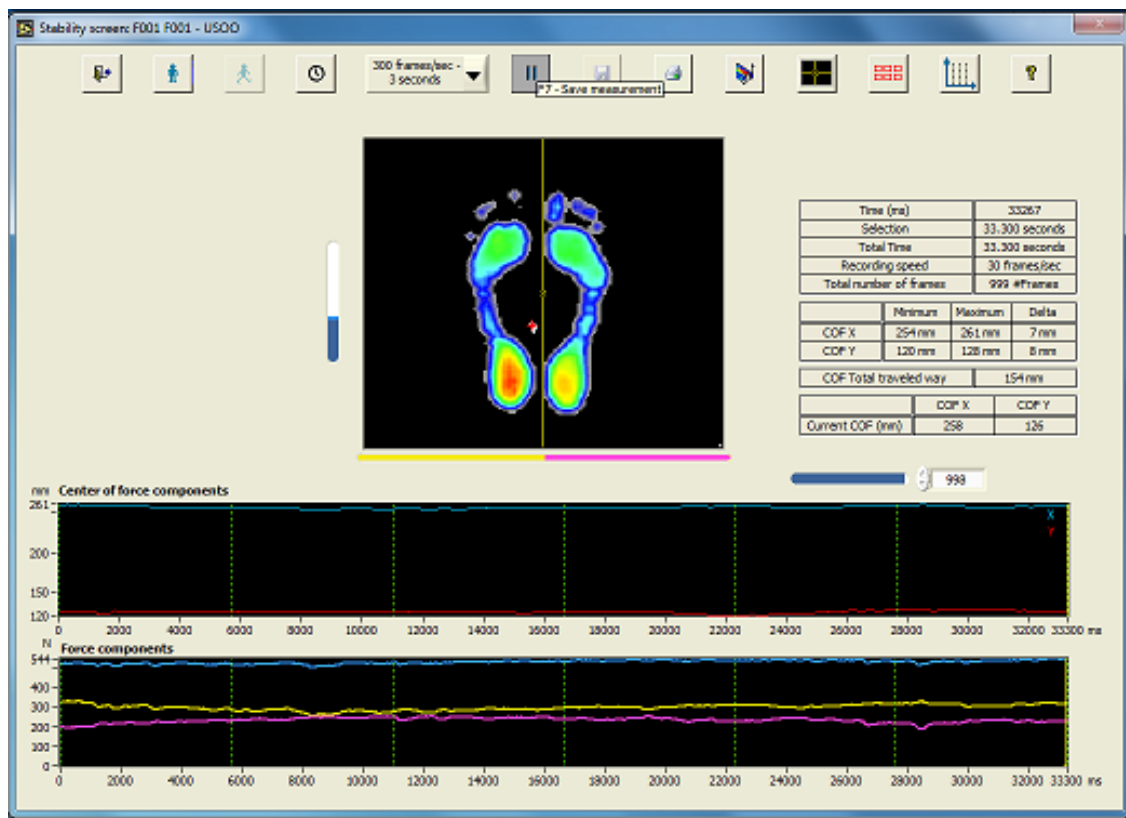 Stability screen: F001 F001 - USOO
300 frames/sec -
3 seconds
*7 - Save measurement
?
Time (ms) 33267
Selection 33.300 seconds
Total Time 33.300 seconds
Recording speed 30 frames/sec
Total number of frames 999 #Frames
Minimum Maximum Delta
COF X 254 mm 261 mm 7 mm
COF Y 120 mm 128 mm 8 mm
COF Total traveled way 154 mm
COF X COF Y
Current COF (mm) 258 126
998
mm Center of force components
261
200
150
120
X
Y
0 2000 4000 6000 8000 10000 12000 14000 16000 18000 20000 22000 24000 26000 28000 30000 32000 33300 ms
N Force components
544
400
300
200
100
0
0 2000 4000 6000 8000 10000 12000 14000 16000 18000 20000 22000 24000 26000 28000 30000 32000 33300 ms